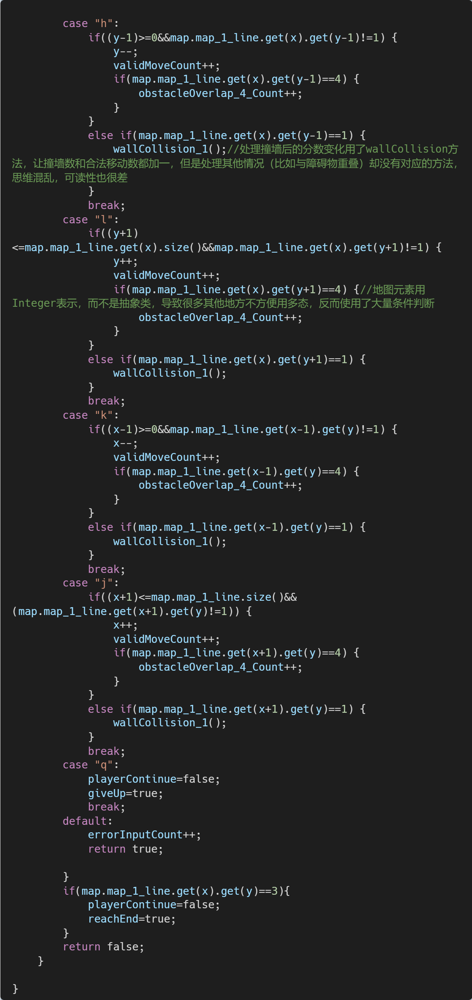 case "h":
if((y-1)>=0&&map.map_1_line.get(x).get(y-1)!=1) {
y--;
validMoveCount++;
if(map.map_1_line.get(x).get(y-1)==4) {
obstacleOverlap_4_Count++;
}
}
else if(map.map_1_line.get(x).get(y-1)==1) {
wallCollision_1();//处理撞墙后的分数变化用了wallCollision方
法，让撞墙数和合法移动数都加一，但是处理其他情况（比如与障碍物重叠）却没有对应的方法，
思维混乱，可读性也很差
}
break;
case "l":
if((y+1)
<=map.map_1_line.get(x).size()&&map.map_1_line.get(x).get(y+1)!=1) {
y++;
validMoveCount++;
if(map.map_1_line.get(x).get(y+1)==4) {//地图元素用
Integer表示，而不是抽象类，导致很多其他地方不方便用多态，反而使用了大量条件判断
obstacleOverlap_4_Count++;
}
}
else if(map.map_1_line.get(x).get(y+1)==1) {
wallCollision_1();
}
break;
case "k":
if((x-1)>=0&&map.map_1_line.get(x-1).get(y)!=1) {
x--;
validMoveCount++;
if(map.map_1_line.get(x-1).get(y)==4) {
obstacleOverlap_4_Count++;
}
}
else if(map.map_1_line.get(x-1).get(y)==1) {
wallCollision_1();
}
break;
case "j":
if((x+1)<=map.map_1_line.size()&&
(map.map_1_line.get(x+1).get(y)!=1)) {
x++;
validMoveCount++;
if(map.map_1_line.get(x+1).get(y)==4) {
obstacleOverlap_4_Count++;
}
}
else if(map.map_1_line.get(x+1).get(y)==1) {
wallCollision_1();
}
break;
case "q":
playerContinue=false;
giveUp=true;
break;
default:
errorInputCount++;
return true;
}
if(map.map_1_line.get(x).get(y)==3){
playerContinue=false;
reachEnd=true;
}
return false;
}
}